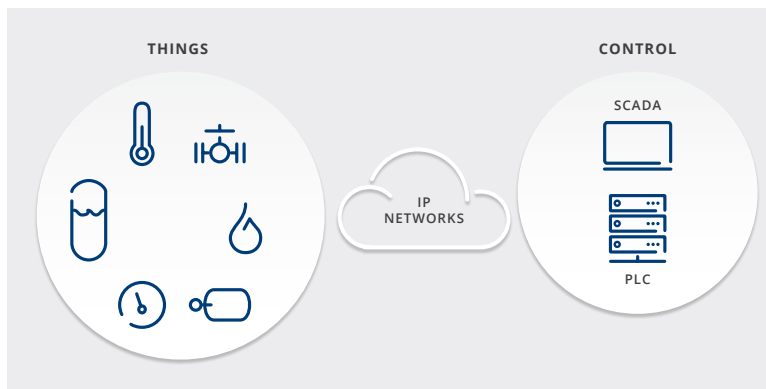 THINGS
CONTROL
SCADA
IP
NETWORKS
PLC